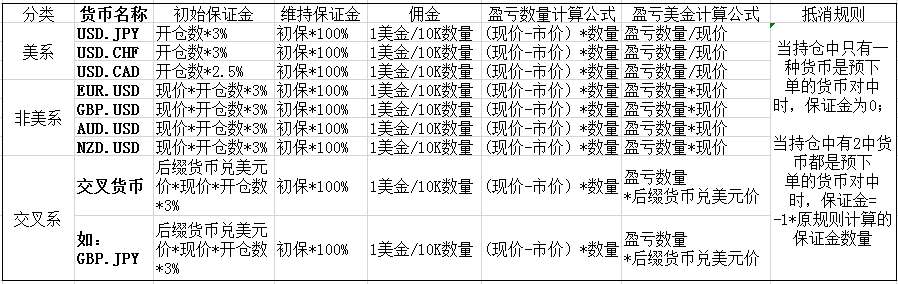 分类 货币名称 初始保证金 维持保证金 佣金 盈亏数量计算公式 盈亏美金计算公式 抵消规则
美系
USD.JPY 开仓数*3% 初保*100% 1美金/10K数量 (现价-市价）*数量 盈亏数量/现价
USD.CHF 开仓数*3% 初保*100% 1美金/10K数量 (现价-市价）*数量 盈亏数量/现价
USD.CAD 开仓数*2.5% 初保*100% 1美金/10K数量 (现价-市价）*数量 盈亏数量/现价
非美系
EUR.USD 现价*开仓数*3% 初保*100% 1美金/10K数量 (现价-市价）*数量 盈亏数量*现价
GBP.USD 现价*开仓数*3% 初保*100% 1美金/10K数量 (现价-市价）*数量 盈亏数量*现价
AUD.USD 现价*开仓数*3% 初保*100% 1美金/10K数量 (现价-市价）*数量 盈亏数量*现价
NZD.USD 现价*开仓数*3% 初保*100% 1美金/10K数量 (现价-市价）*数量 盈亏数量*现价
交叉系
交叉货币
后缀货币兑美元
价*现价*开仓数
*3%
初保*100% 1美金/10K数量 (现价-市价）*数量
盈亏数量
*后缀货币兑美元价
如：
GBP.JPY
后缀货币兑美元
价*现价*开仓数
*3%
初保*100% 1美金/10K数量 (现价-市价）*数量
盈亏数量
*后缀货币兑美元价
当持仓中只有一
种货币是预下
单的货币对中
时，保证金为0；
当持仓中有2中货
币都是预下
单的货币对中
时，保证金=
-1*原规则计算的
保证金数量